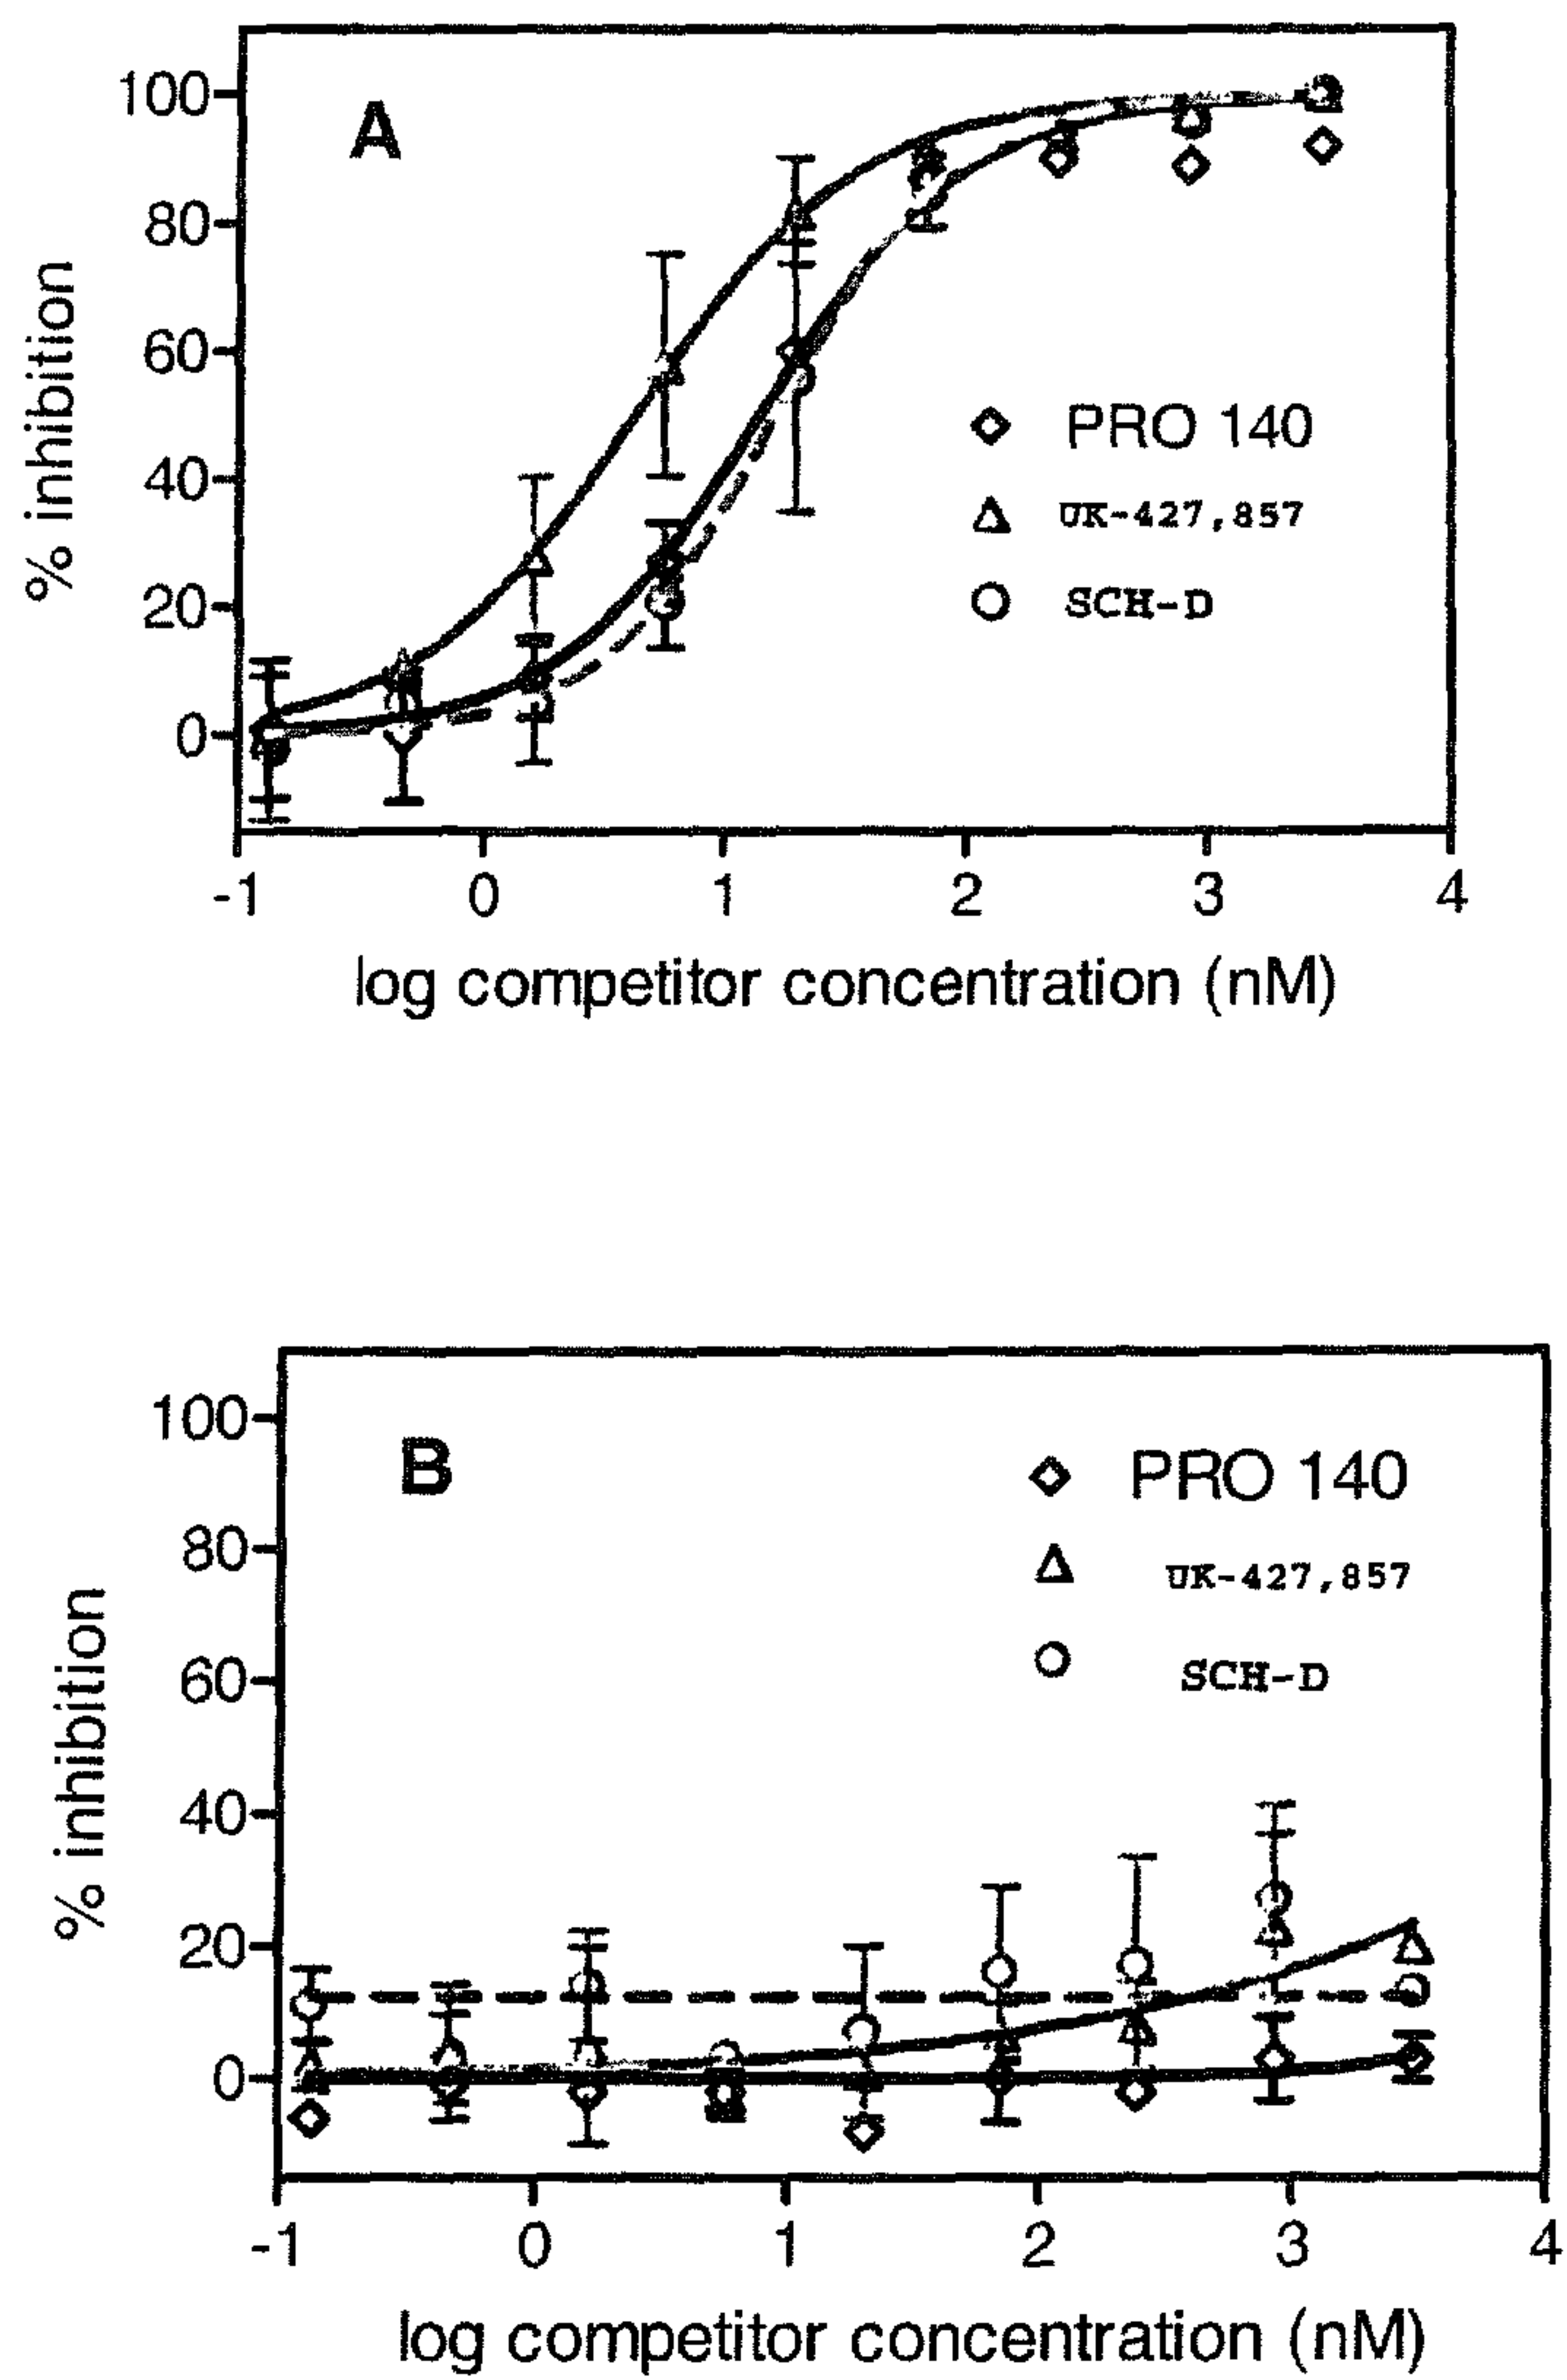 A
100
80
60
40
20
0
% inhibition
PRO 140
UK-427,857
SCH-D
-1 0 1 2 3 4
log competitor concentration (nM)
B
100
80
60
40
20
0
% inhibition
PRO 140
UK-427,857
SCH-D
-1 0 1 2 3 4
log competitor concentration (nM)